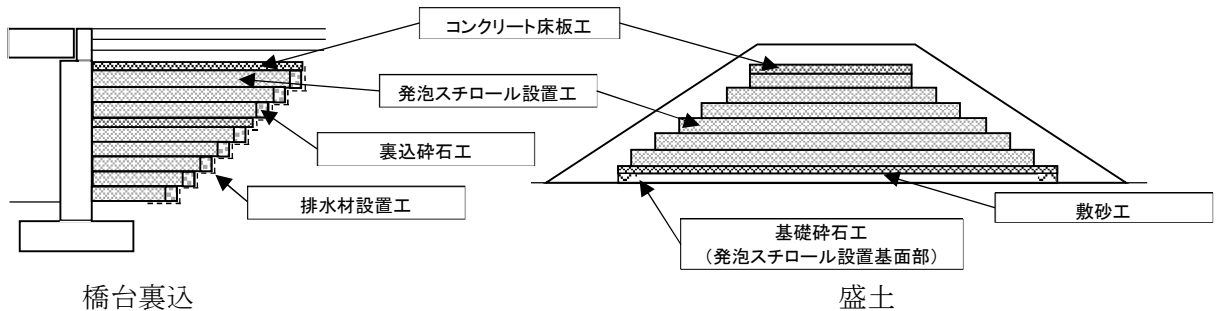 コンクリート床板工
発泡スチロール設置工
裏込砕石工
排水材設置工
敷砂工
基礎砕石工
（発泡スチロール設置基面部）
橋台裏込
盛土